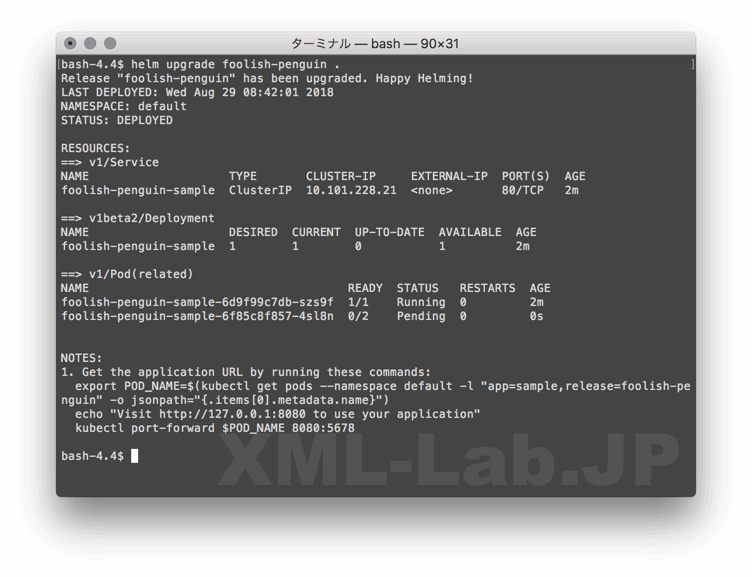 ターミナル — bash — 90×31
[bash-4.4$ helm upgrade foolish-penguin . ]
Release "foolish-penguin" has been upgraded. Happy Helming!
LAST DEPLOYED: Wed Aug 29 08:42:01 2018
NAMESPACE: default
STATUS: DEPLOYED
RESOURCES:
==> v1/Service
NAME TYPE CLUSTER-IP EXTERNAL-IP PORT(S) AGE
foolish-penguin-sample ClusterIP 10.101.228.21 <none> 80/TCP 2m
==> v1beta2/Deployment
NAME DESIRED CURRENT UP-TO-DATE AVAILABLE AGE
foolish-penguin-sample 1 1 0 1 2m
==> v1/Pod(related)
NAME READY STATUS RESTARTS AGE
foolish-penguin-sample-6d9f99c7db-szs9f 1/1 Running 0 2m
foolish-penguin-sample-6f85c8f857-4sl8n 0/2 Pending 0 0s
NOTES:
1. Get the application URL by running these commands:
export POD_NAME=$(kubectl get pods --namespace default -l "app=sample,release=foolish-pe
nguin" -o jsonpath="{.items[0].metadata.name}")
echo "Visit http://127.0.0.1:8080 to use your application"
kubectl port-forward $POD_NAME 8080:5678
bash-4.4$
XML-Lab.JP